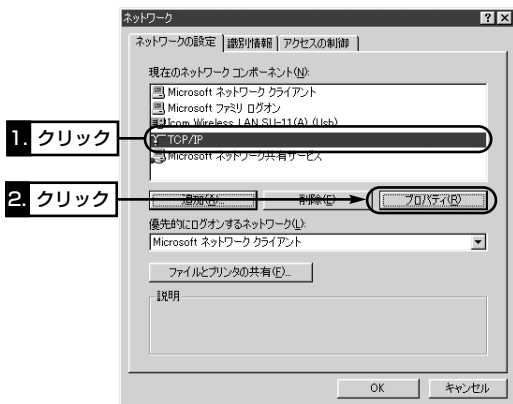 ネットワーク
ネットワークの設定 識別情報 アクセスの制御
現在のネットワーク コンポーネント(N):
Microsoft ネットワーク クライアント
Microsoft ファミリ ログオン
Icom Wireless LAN SU-11(A) (Usb)
1. クリック
TCP/IP
Microsoft ネットワーク共有サービス
2. クリック
追加(A)... 削除(E) プロパティ(R)
優先的にログオンするネットワーク(L):
Microsoft ネットワーク クライアント
ファイルとプリンタの共有(F)...
説明
OK キャンセル